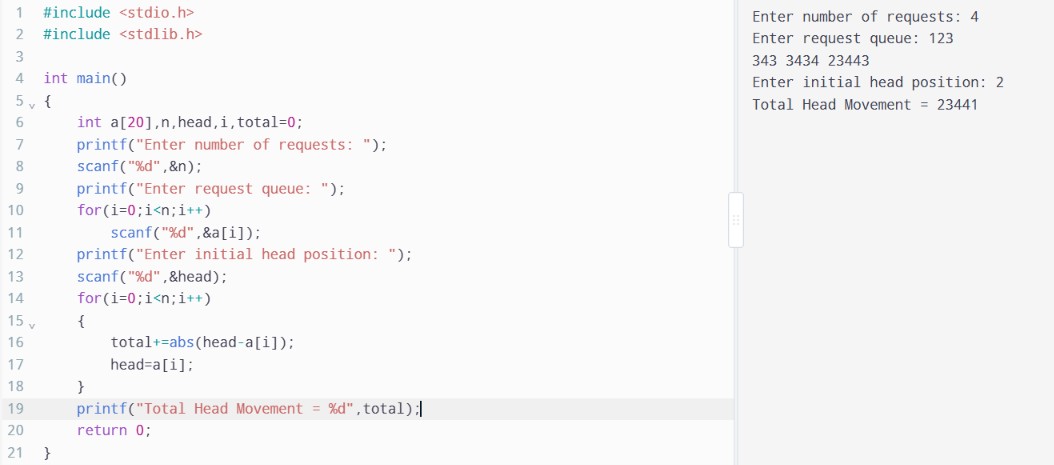 1 #include <stdio.h>
2 #include <stdlib.h>
3
4 int main()
5 {
6     int a[20],n,head,i,total=0;
7     printf("Enter number of requests: ");
8     scanf("%d",&n);
9     printf("Enter request queue: ");
10     for(i=0;i<n;i++)
11         scanf("%d",&a[i]);
12     printf("Enter initial head position: ");
13     scanf("%d",&head);
14     for(i=0;i<n;i++)
15     {
16         total+=abs(head-a[i]);
17         head=a[i];
18     }
19     printf("Total Head Movement = %d",total);
20     return 0;
21 }
Enter number of requests: 4
Enter request queue: 123
343 3434 23443
Enter initial head position: 2
Total Head Movement = 23441